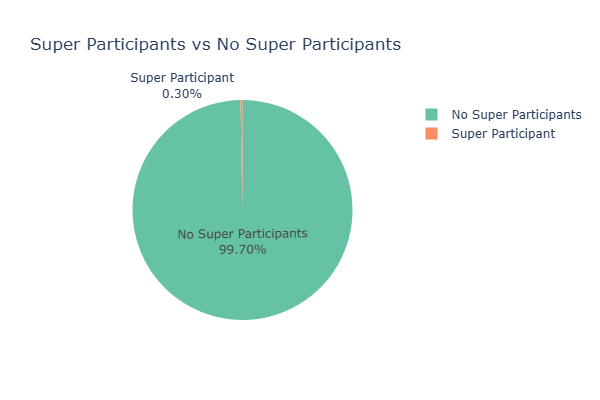 Super Participants vs No Super Participants
Super Participant
0.30%
No Super Participants
99.70%
No Super Participants
Super Participant